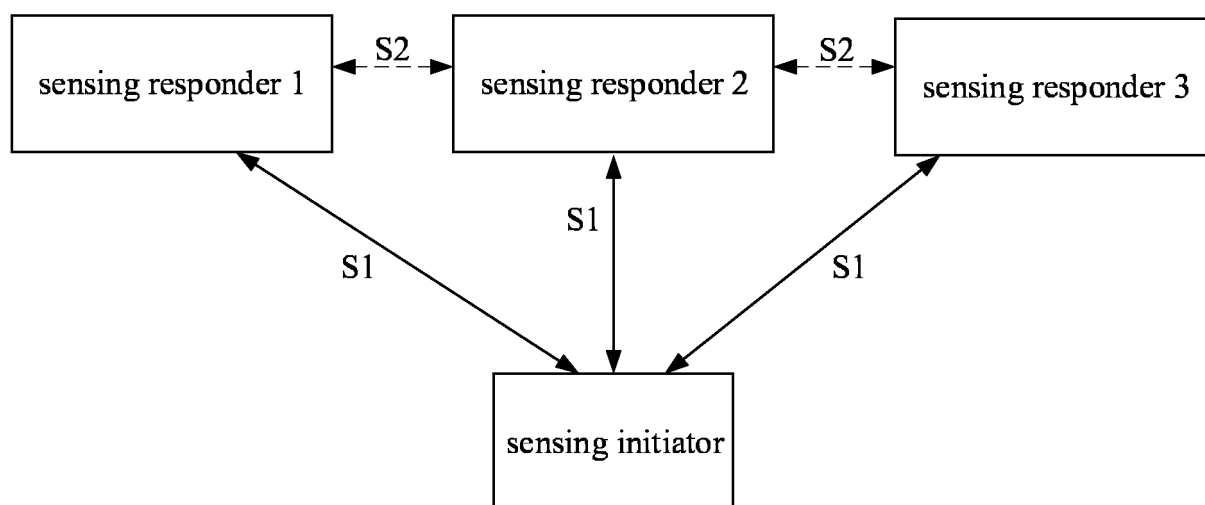 S2
S2
sensing responder 1
sensing responder 2
sensing responder 3
S1
S1
S1
sensing initiator